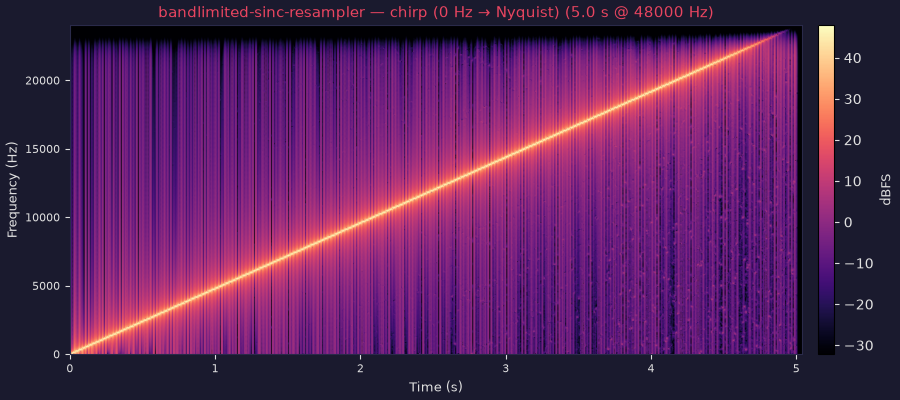 bandlimited-sinc-resampler — chirp (0 Hz → Nyquist) (5.0 s @ 48000 Hz)
Frequency (Hz)
20000
15000
10000
5000
0
0 1 2 3 4 5
Time (s)
40
30
20
10
0
−10
−20
−30
dBFS